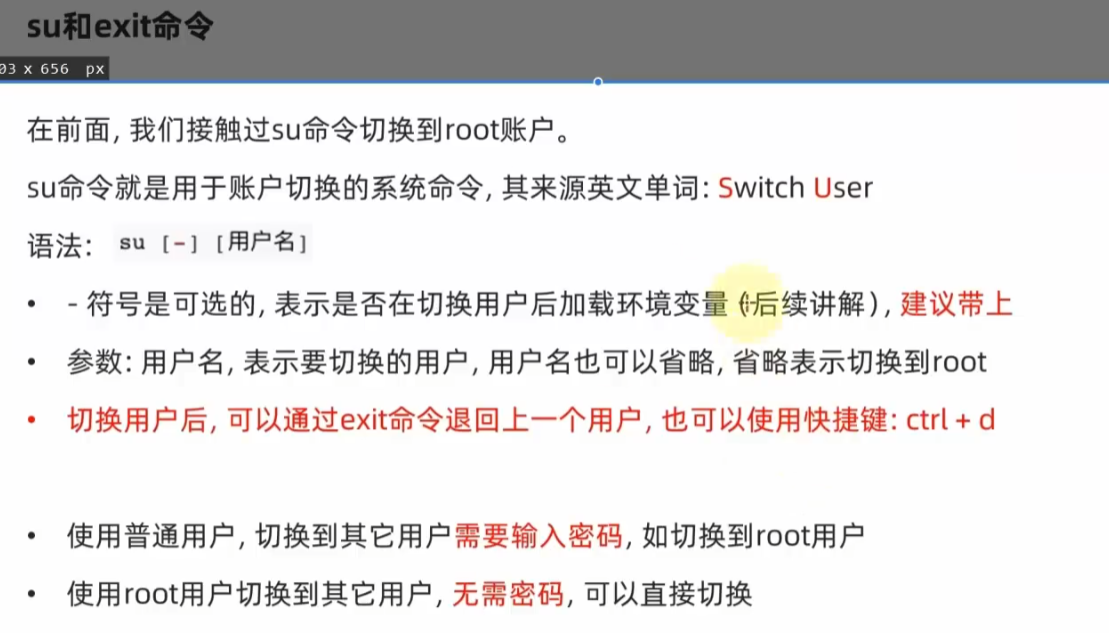 su和exit命令
03 x 656 px
在前面, 我们接触过su命令切换到root账户。
su命令就是用于账户切换的系统命令, 其来源英文单词: Switch User
语法: su [-] [用户名]
• - 符号是可选的, 表示是否在切换用户后加载环境变量 (后续讲解), 建议带上
• 参数: 用户名, 表示要切换的用户, 用户名也可以省略, 省略表示切换到root
• 切换用户后, 可以通过exit命令退回上一个用户, 也可以使用快捷键: ctrl + d
• 使用普通用户, 切换到其它用户需要输入密码, 如切换到root用户
• 使用root用户切换到其它用户, 无需密码, 可以直接切换